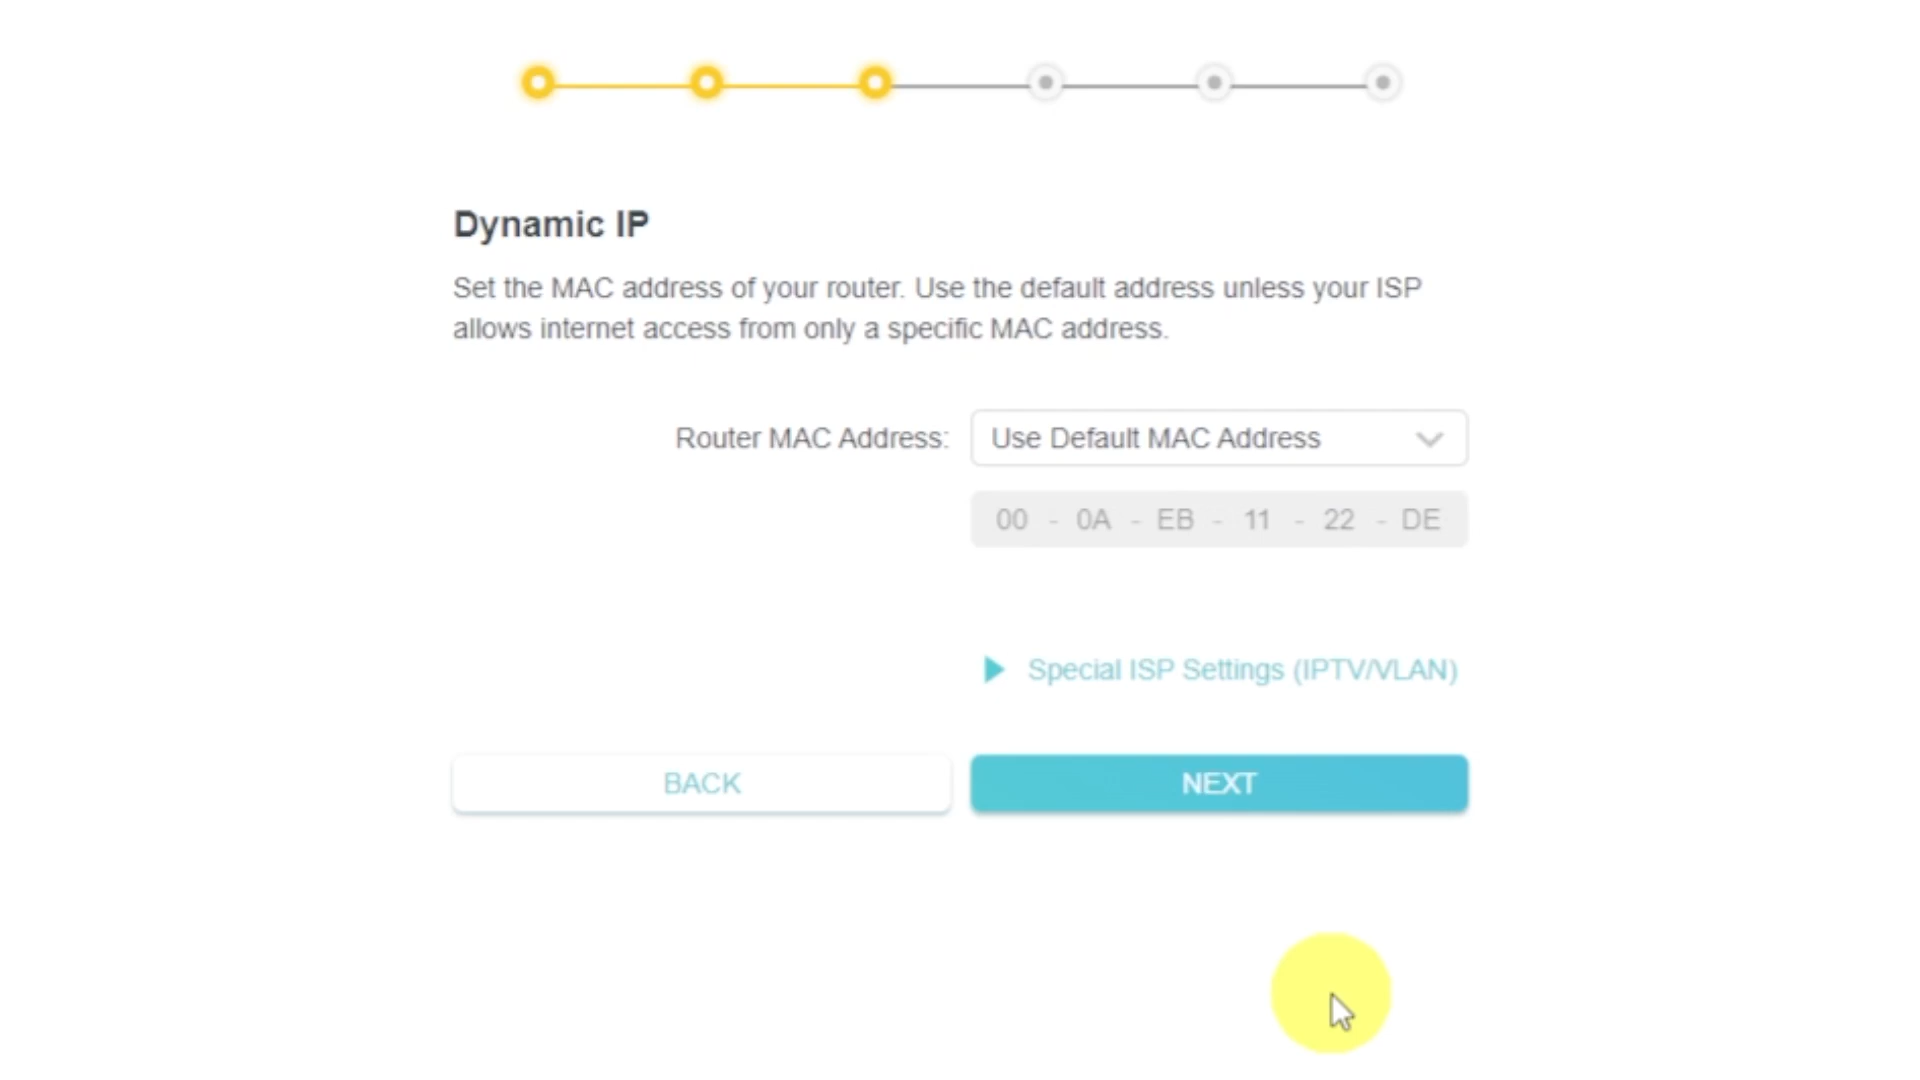 Dynamic IP
Set the MAC address of your router. Use the default address unless your ISP
allows internet access from only a specific MAC address.
Router MAC Address: Use Default MAC Address
00 - 0A - EB - 11 - 22 - DE
Special ISP Settings (IPTV/VLAN)
BACK NEXT